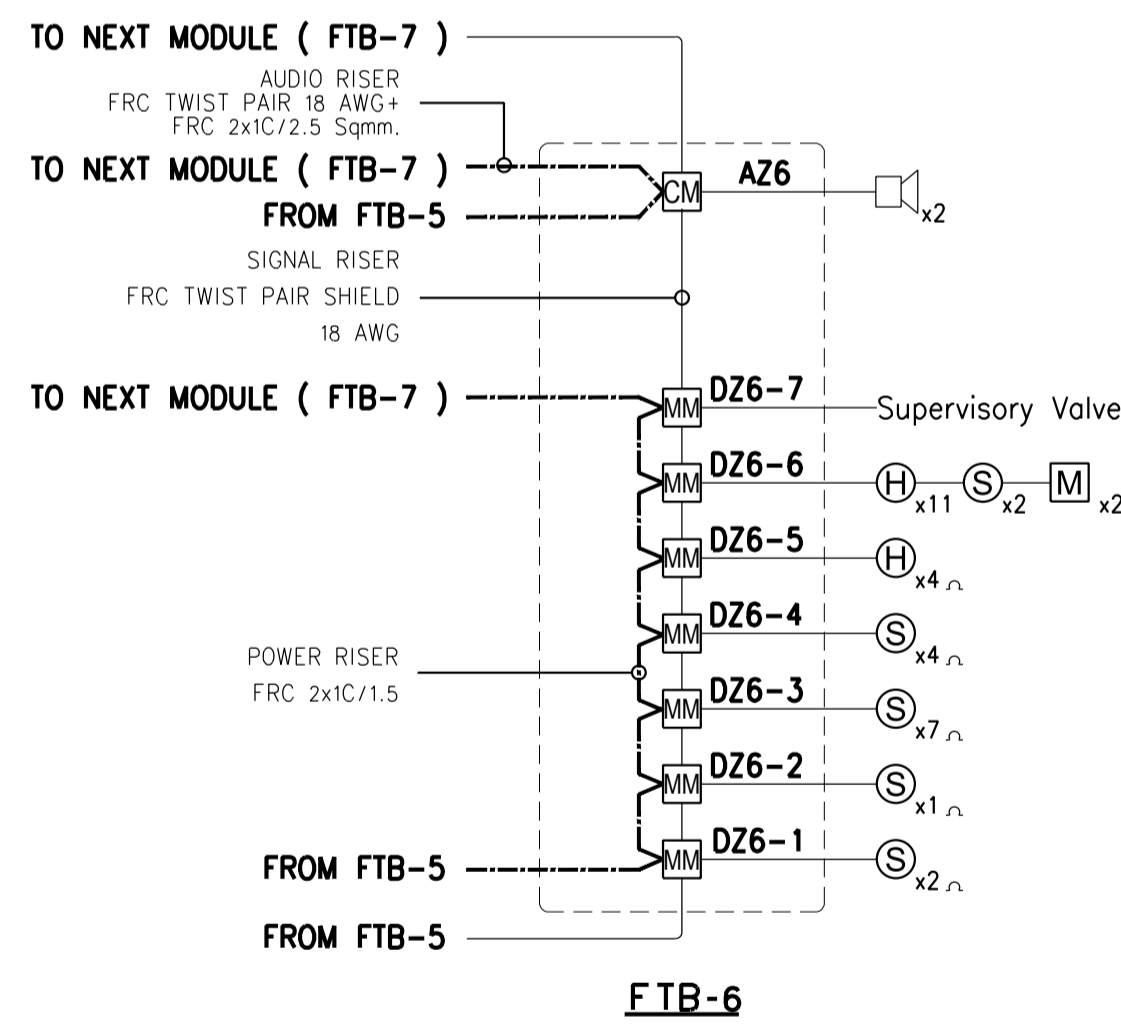 TO NEXT MODULE ( FTB-7 )
AUDIO RISER
FRC TWIST PAIR 18 AWG+
FRC 2x1C/2.5 Sqmm.
TO NEXT MODULE ( FTB-7 )
CM
AZ6
x2
FROM FTB-5
SIGNAL RISER
FRC TWIST PAIR SHIELD
18 AWG
TO NEXT MODULE ( FTB-7 )
MM
DZ6-7
Supervisory Valve
MM
DZ6-6
H x11
S x2
M x2
MM
DZ6-5
H x4
MM
DZ6-4
S x4
POWER RISER
FRC 2x1C/1.5
MM
DZ6-3
S x7
MM
DZ6-2
S x1
MM
DZ6-1
S x2
FROM FTB-5
FROM FTB-5
FTB-6